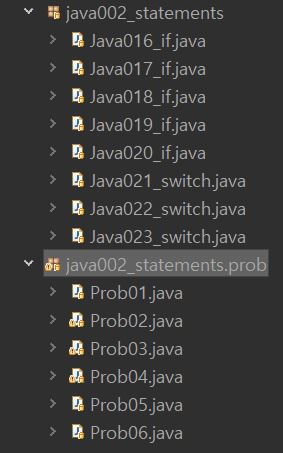 java002_statements
Java016_if.java
Java017_if.java
Java018_if.java
Java019_if.java
Java020_if.java
Java021_switch.java
Java022_switch.java
Java023_switch.java
java002_statements.prob
Prob01.java
Prob02.java
Prob03.java
Prob04.java
Prob05.java
Prob06.java